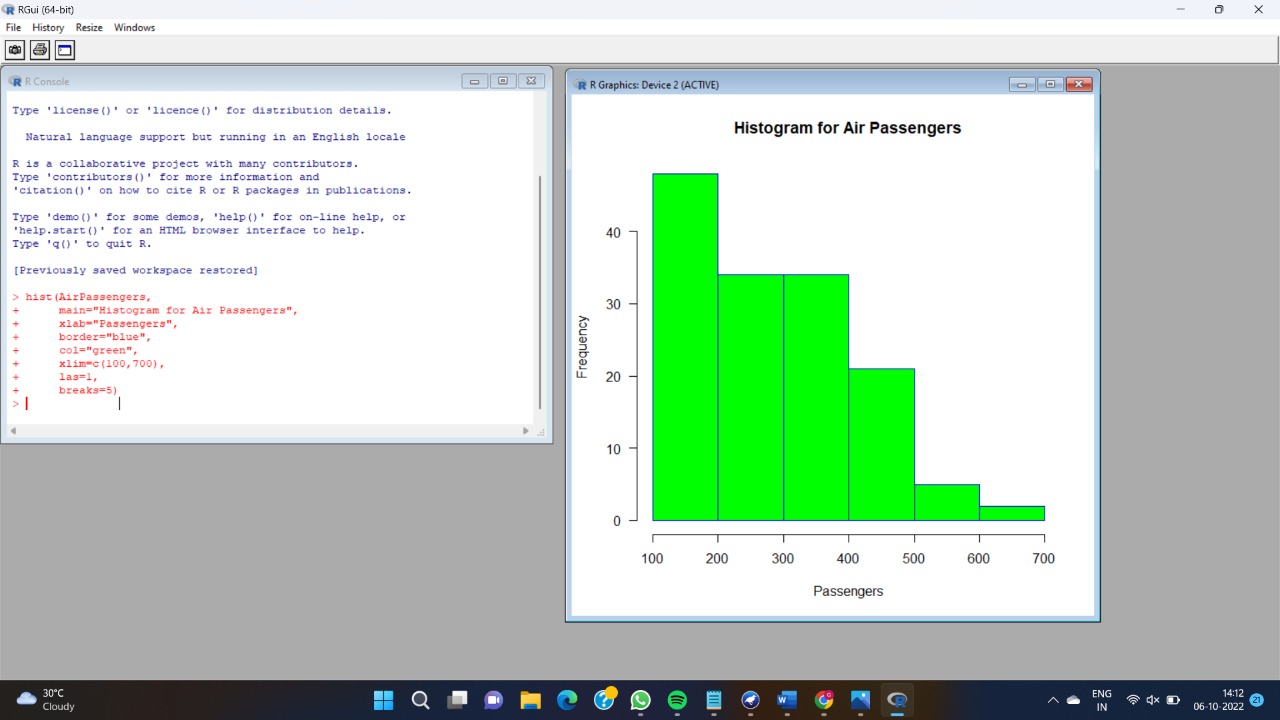 RGui (64-bit)
File History Resize Windows
R Console
Type 'license()' or 'licence()' for distribution details.
Natural language support but running in an English locale
R is a collaborative project with many contributors.
Type 'contributors()' for more information and
'citation()' on how to cite R or R packages in publications.
Type 'demo()' for some demos, 'help()' for on-line help, or
'help.start()' for an HTML browser interface to help.
Type 'q()' to quit R.
[Previously saved workspace restored]
> hist(AirPassengers,
+ main="Histogram for Air Passengers",
+ xlab="Passengers",
+ border="blue",
+ col="green",
+ xlim=c(100,700),
+ las=1,
+ breaks=5)
>
R Graphics: Device 2 (ACTIVE)
Histogram for Air Passengers
40
30
20
10
0
Frequency
100 200 300 400 500 600 700
Passengers
30°C
Cloudy
ENG
IN
14:12
06-10-2022
21